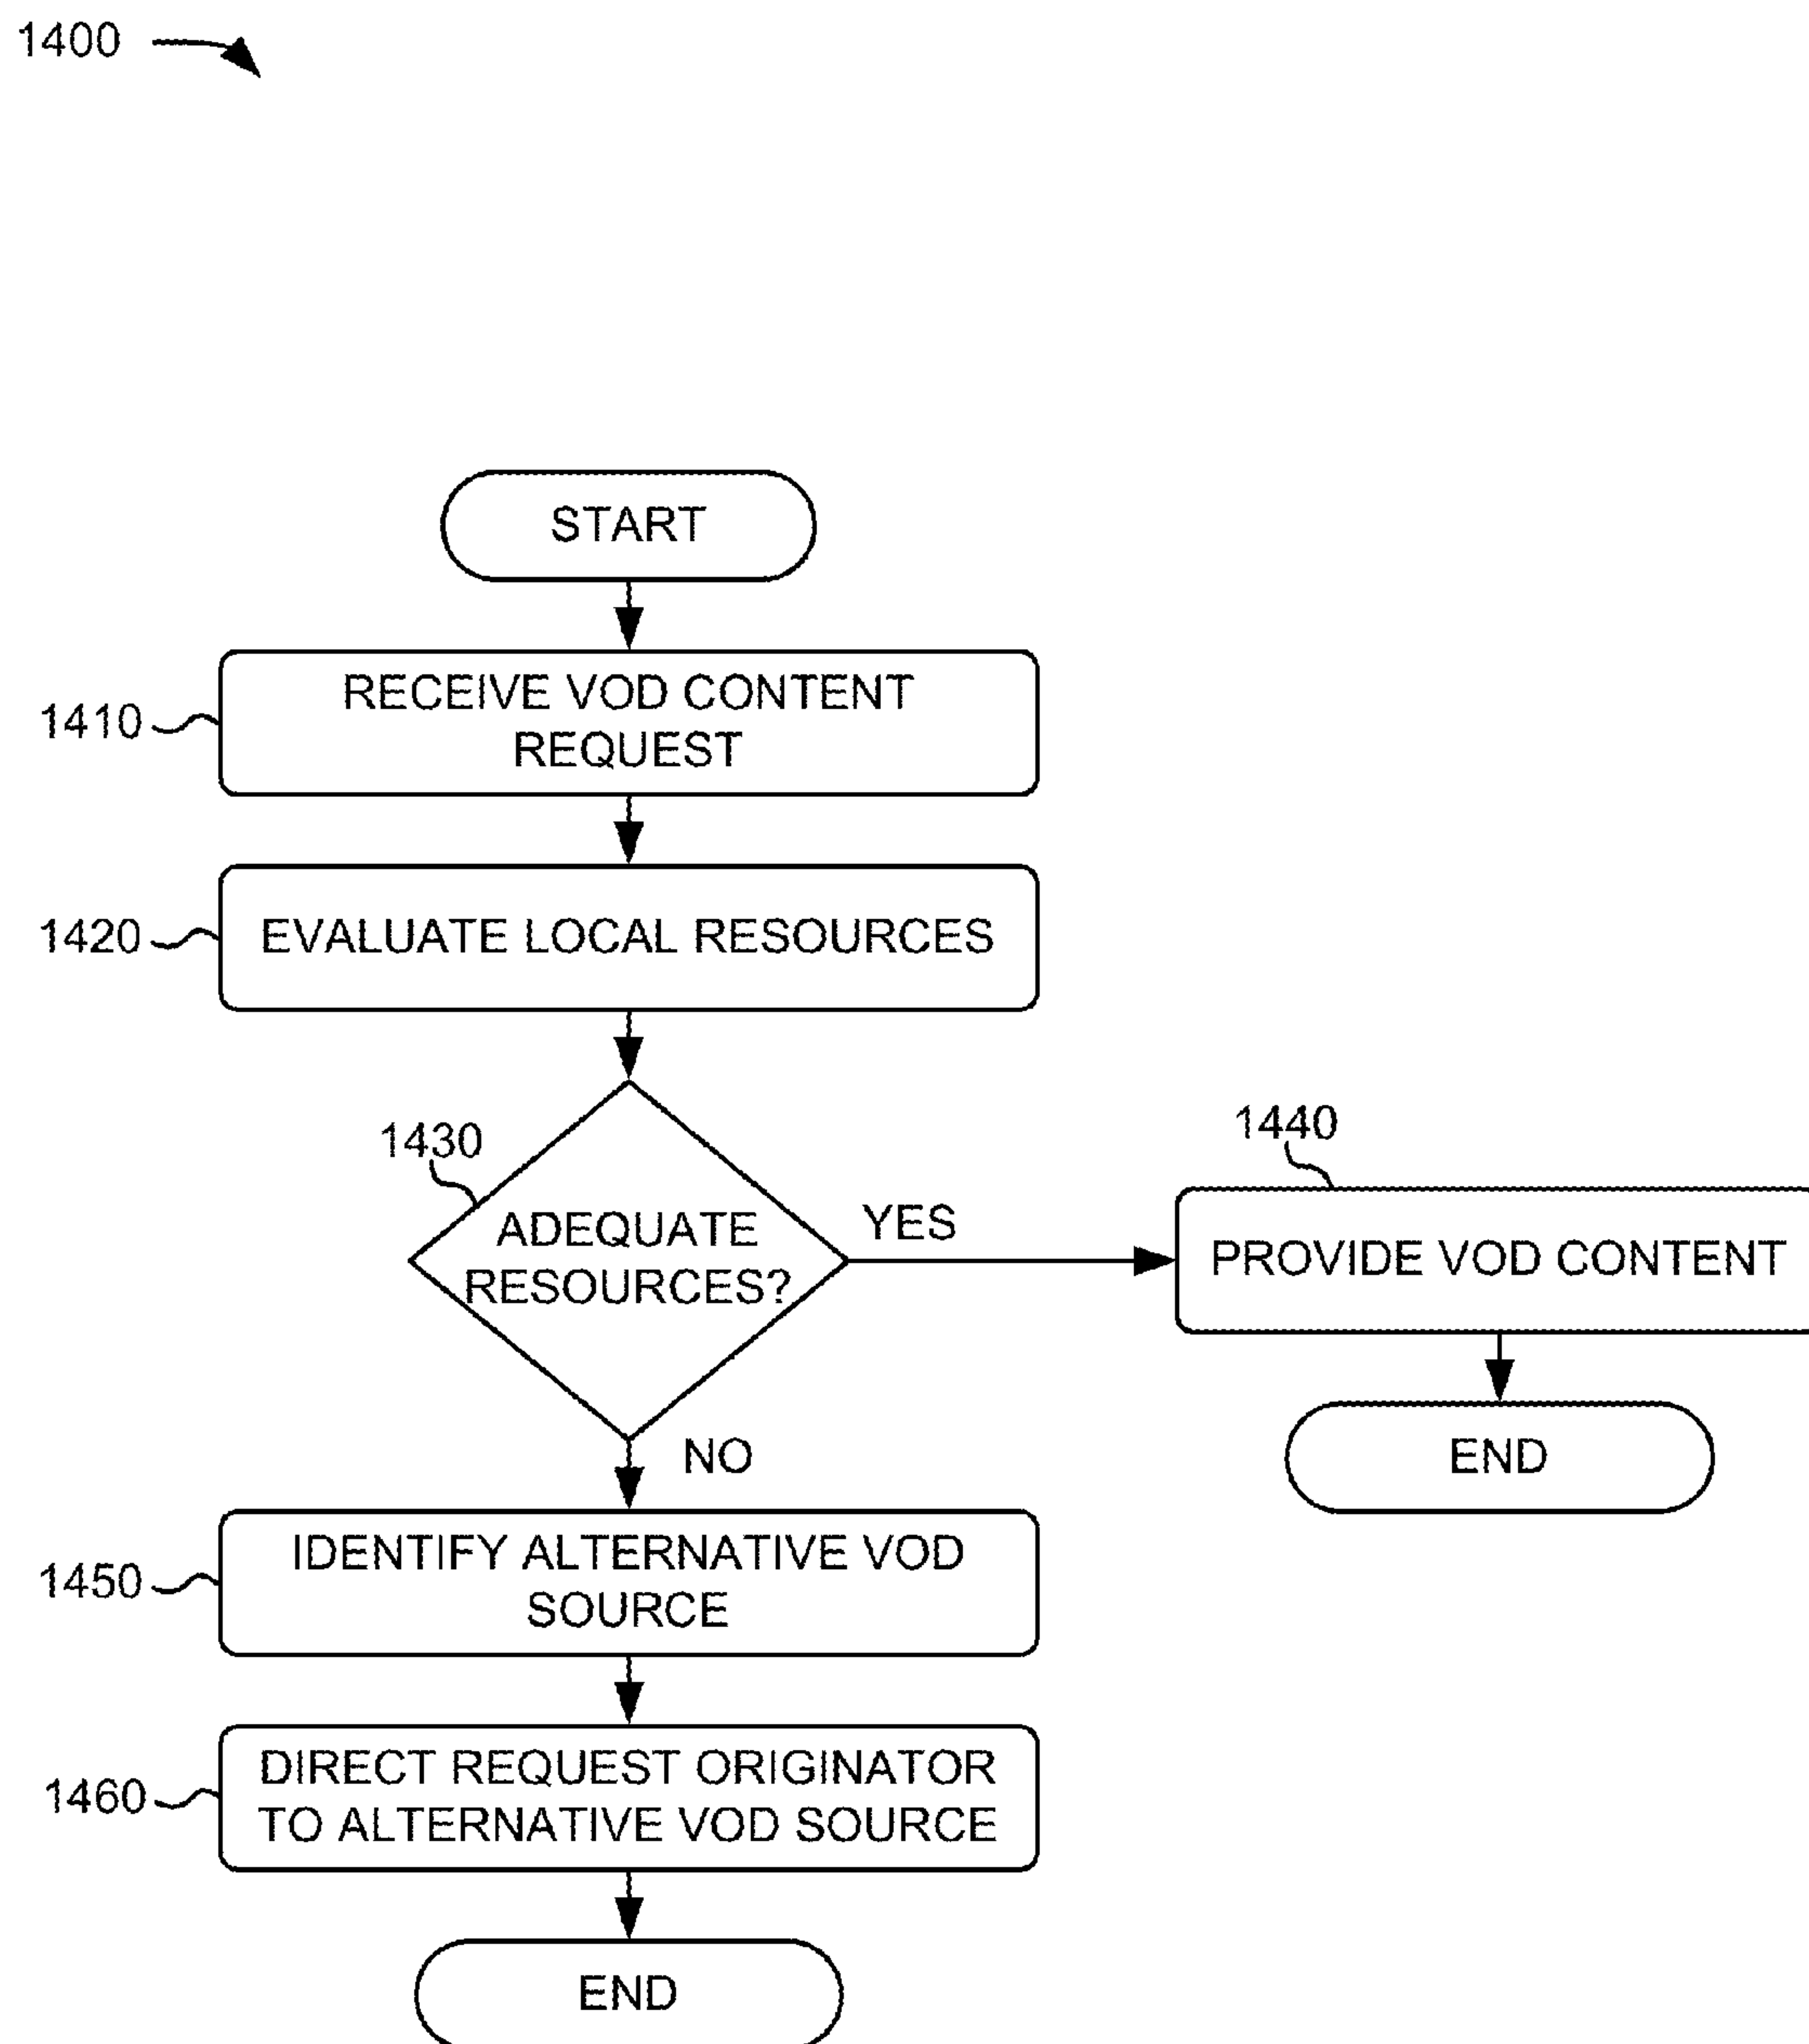 1400
START
RECEIVE VOD CONTENT
REQUEST
1410
1420
EVALUATE LOCAL RESOURCES
1430
ADEQUATE
RESOURCES?
YES
1440
PROVIDE VOD CONTENT
END
NO
1450
IDENTIFY ALTERNATIVE VOD
SOURCE
1460
DIRECT REQUEST ORIGINATOR
TO ALTERNATIVE VOD SOURCE
END